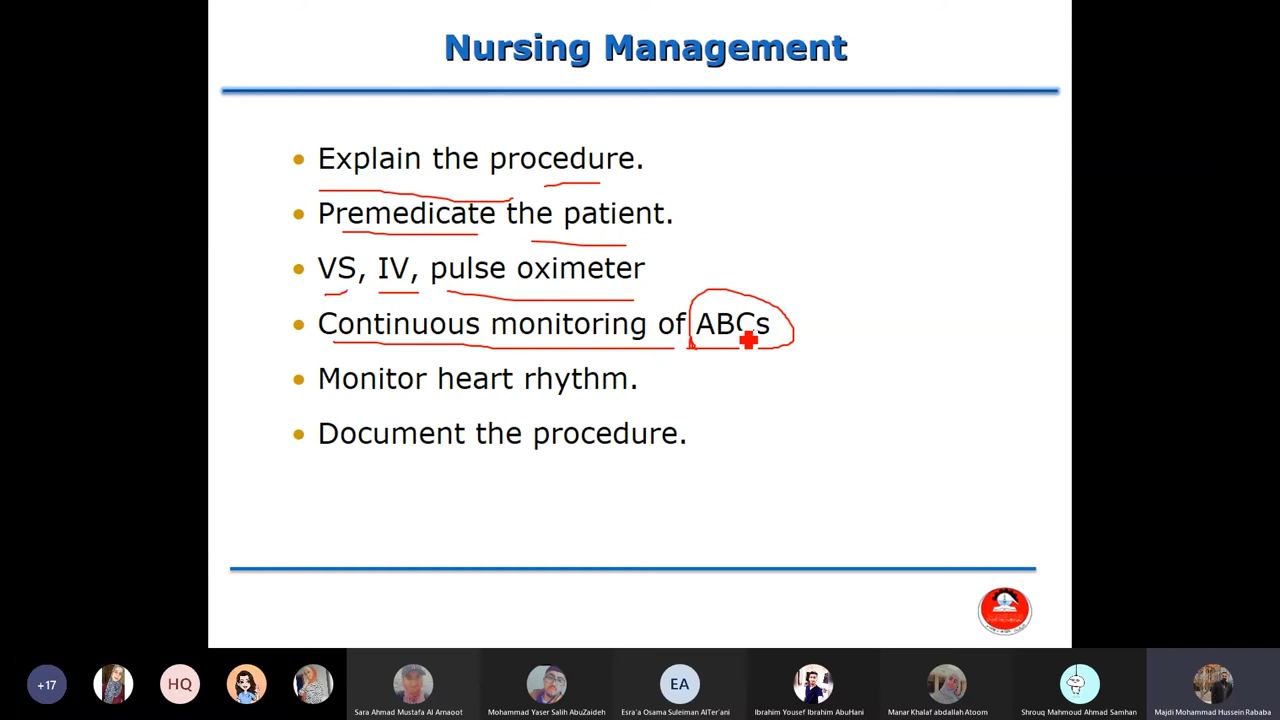 Nursing Management
• Explain the procedure.
• Premedicate the patient.
• VS, IV, pulse oximeter
• Continuous monitoring of ABCs
• Monitor heart rhythm.
• Document the procedure.
+17
HQ
EA
Sara Ahmad Mustafa Al Arnaoot
Mohammad Yaser Salih AbuZaideh
Esra'a Osama Suleiman AlTer'ani
Ibrahim Yousef Ibrahim AbuHani
Manar Khalaf abdallah Atoom
Shrouq Mahmoud Ahmad Samhan
Majdi Mohammad Hussein Rababa